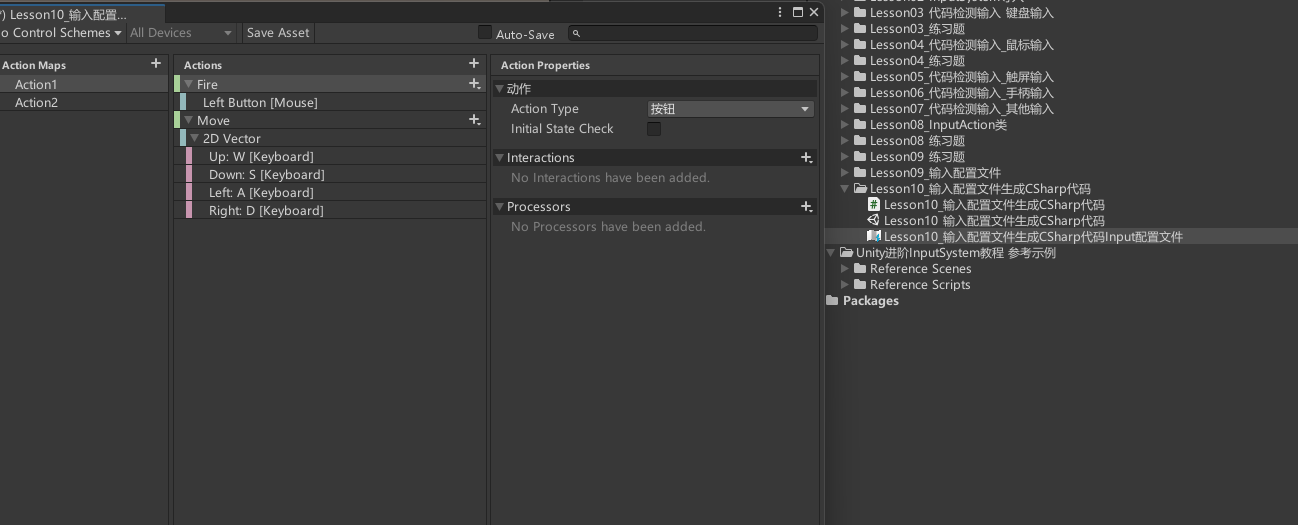 ) Lesson10_输入配置...
o Control Schemes
All Devices
Save Asset
Auto-Save
Action Maps
Action1
Action2
Actions
Fire
Left Button [Mouse]
Move
2D Vector
Up: W [Keyboard]
Down: S [Keyboard]
Left: A [Keyboard]
Right: D [Keyboard]
Action Properties
动作
Action Type
按钮
Initial State Check
Interactions
No Interactions have been added.
Processors
No Processors have been added.
Lesson03 代码检测输入 键盘输入
Lesson03_练习题
Lesson04_代码检测输入_鼠标输入
Lesson04_练习题
Lesson05_代码检测输入_触屏输入
Lesson06_代码检测输入_手柄输入
Lesson07_代码检测输入_其他输入
Lesson08_InputAction类
Lesson08 练习题
Lesson09 练习题
Lesson09_输入配置文件
Lesson10_输入配置文件生成CSharp代码
Lesson10_输入配置文件生成CSharp代码
Lesson10 输入配置文件生成CSharp代码
Lesson10_输入配置文件生成CSharp代码Input配置文件
Unity进阶InputSystem教程 参考示例
Reference Scenes
Reference Scripts
Packages